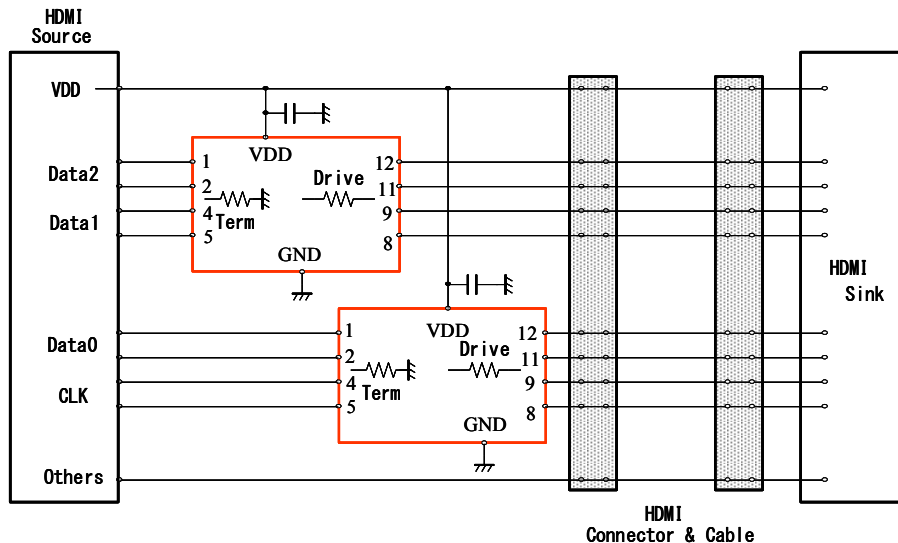 HDMI
Source
VDD
VDD
1
12
Data2
2
Drive
11
4
9
Data1
Term
5
8
GND
HDMI
Sink
1
VDD
12
Data0
2
Drive
11
4
9
CLK
Term
5
8
GND
Others
HDMI
Connector & Cable